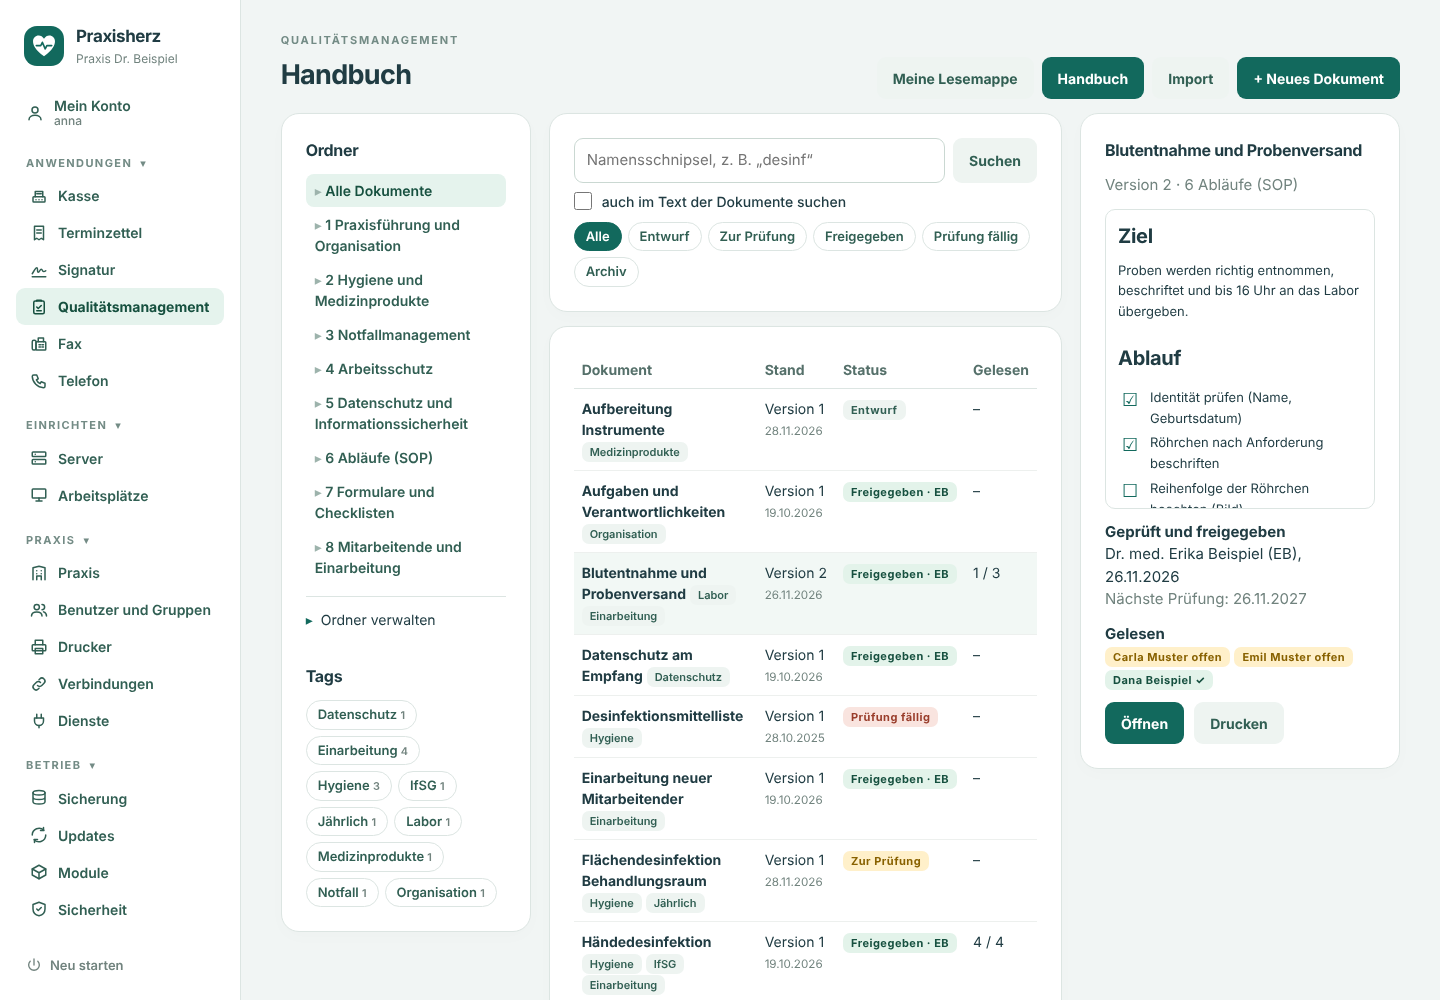 Praxisherz
Praxis Dr. Beispiel
Mein Konto
anna
ANWENDUNGEN ▾
Kasse
Terminzettel
Signatur
Qualitätsmanagement
Fax
Telefon
EINRICHTEN ▾
Server
Arbeitsplätze
PRAXIS ▾
Praxis
Benutzer und Gruppen
Drucker
Verbindungen
Dienste
BETRIEB ▾
Sicherung
Updates
Module
Sicherheit
Neu starten
QUALITÄTSMANAGEMENT
Handbuch
Meine Lesemappe
Handbuch
Import
+ Neues Dokument
Ordner
▸ Alle Dokumente
▸ 1 Praxisführung und
Organisation
▸ 2 Hygiene und
Medizinprodukte
▸ 3 Notfallmanagement
▸ 4 Arbeitsschutz
▸ 5 Datenschutz und
Informationssicherheit
▸ 6 Abläufe (SOP)
▸ 7 Formulare und
Checklisten
▸ 8 Mitarbeitende und
Einarbeitung
▸ Ordner verwalten
Tags
Datenschutz 1
Einarbeitung 4
Hygiene 3 IfSG 1
Jährlich 1 Labor 1
Medizinprodukte 1
Notfall 1 Organisation 1
Namensschnipsel, z. B. „desinf“
Suchen
auch im Text der Dokumente suchen
Alle Entwurf Zur Prüfung Freigegeben Prüfung fällig
Archiv
Dokument Stand Status Gelesen
Aufbereitung Version 1 Entwurf –
Instrumente 28.11.2026
Medizinprodukte
Aufgaben und Version 1 Freigegeben · EB –
Verantwortlichkeiten 19.10.2026
Organisation
Blutentnahme und Version 2 Freigegeben · EB 1 / 3
Probenversand Labor 26.11.2026
Einarbeitung
Datenschutz am Version 1 Freigegeben · EB –
Empfang Datenschutz 19.10.2026
Desinfektionsmittelliste Version 1 Prüfung fällig –
Hygiene 28.10.2025
Einarbeitung neuer Version 1 Freigegeben · EB –
Mitarbeitender 19.10.2026
Einarbeitung
Flächendesinfektion Version 1 Zur Prüfung –
Behandlungsraum 28.11.2026
Hygiene Jährlich
Händedesinfektion Version 1 Freigegeben · EB 4 / 4
Hygiene IfSG 19.10.2026
Einarbeitung
Blutentnahme und Probenversand
Version 2 · 6 Abläufe (SOP)
Ziel
Proben werden richtig entnommen,
beschriftet und bis 16 Uhr an das Labor
übergeben.
Ablauf
☑ Identität prüfen (Name,
Geburtsdatum)
☑ Röhrchen nach Anforderung
beschriften
☐ Reihenfolge der Röhrchen
beachten (Bild)
Geprüft und freigegeben
Dr. med. Erika Beispiel (EB),
26.11.2026
Nächste Prüfung: 26.11.2027
Gelesen
Carla Muster offen Emil Muster offen
Dana Beispiel ✓
Öffnen Drucken